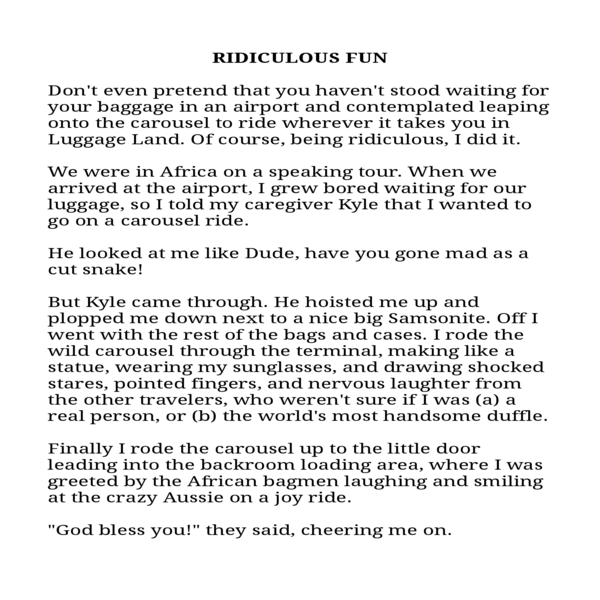 RIDICULOUS FUN
Don't even pretend that you haven't stood waiting for
your baggage in an airport and contemplated leaping
onto the carousel to ride wherever it takes you in
Luggage Land. Of course, being ridiculous, I did it.
We were in Africa on a speaking tour. When we
arrived at the airport, I grew bored waiting for our
luggage, so I told my caregiver Kyle that I wanted to
go on a carousel ride.
He looked at me like Dude, have you gone mad as a
cut snake!
But Kyle came through. He hoisted me up and
plopped me down next to a nice big Samsonite. Off I
went with the rest of the bags and cases. I rode the
wild carousel through the terminal, making like a
statue, wearing my sunglasses, and drawing shocked
stares, pointed fingers, and nervous laughter from
the other travelers, who weren't sure if I was (a) a
real person, or (b) the world's most handsome duffle.
Finally I rode the carousel up to the little door
leading into the backroom loading area, where I was
greeted by the African bagmen laughing and smiling
at the crazy Aussie on a joy ride.
"God bless you!" they said, cheering me on.